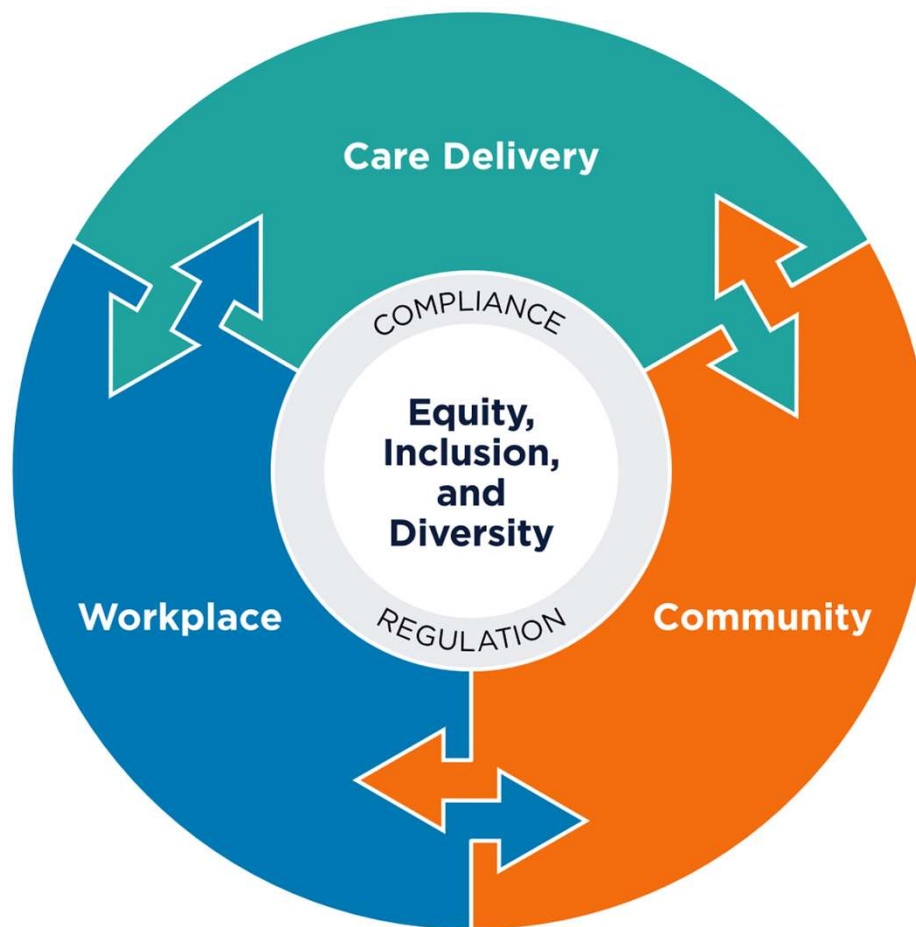 Care Delivery
COMPLIANCE
Equity,
Inclusion,
and
Diversity
REGULATION
Workplace
Community